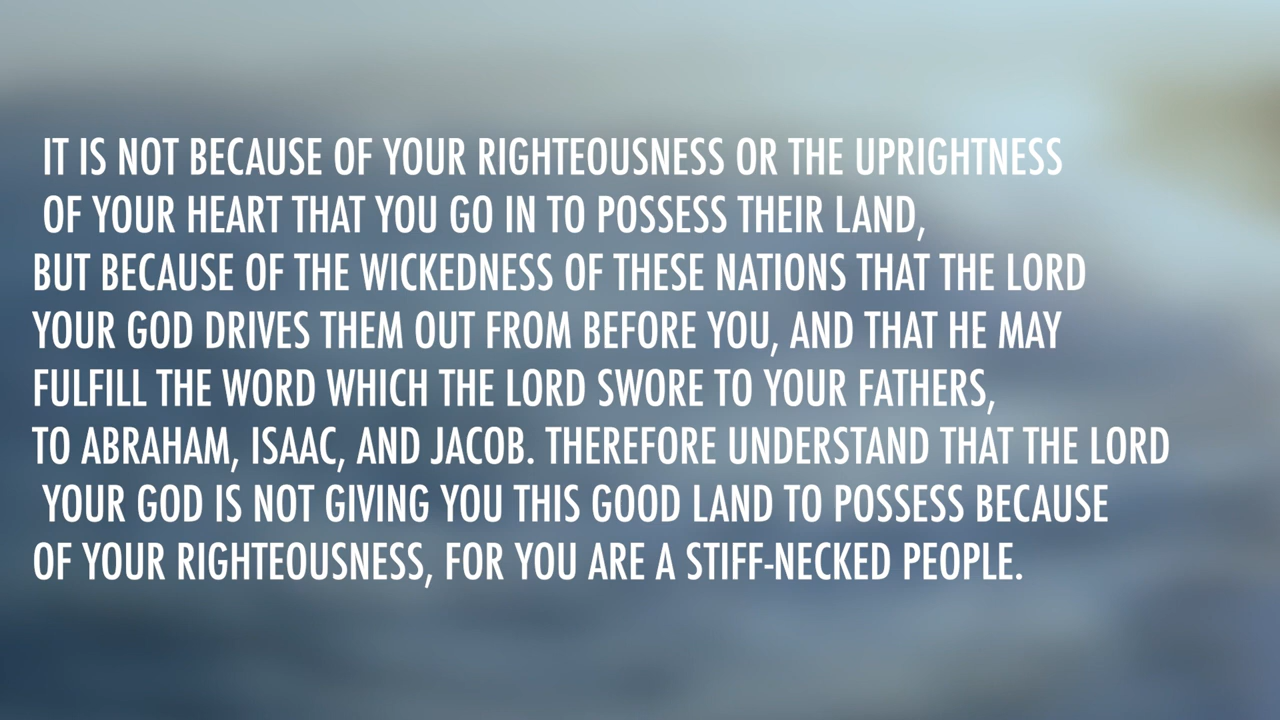 IT IS NOT BECAUSE OF YOUR RIGHTEOUSNESS OR THE UPRIGHTNESS
OF YOUR HEART THAT YOU GO IN TO POSSESS THEIR LAND,
BUT BECAUSE OF THE WICKEDNESS OF THESE NATIONS THAT THE LORD
YOUR GOD DRIVES THEM OUT FROM BEFORE YOU, AND THAT HE MAY
FULFILL THE WORD WHICH THE LORD SWORE TO YOUR FATHERS,
TO ABRAHAM, ISAAC, AND JACOB. THEREFORE UNDERSTAND THAT THE LORD
YOUR GOD IS NOT GIVING YOU THIS GOOD LAND TO POSSESS BECAUSE
OF YOUR RIGHTEOUSNESS, FOR YOU ARE A STIFF-NECKED PEOPLE.